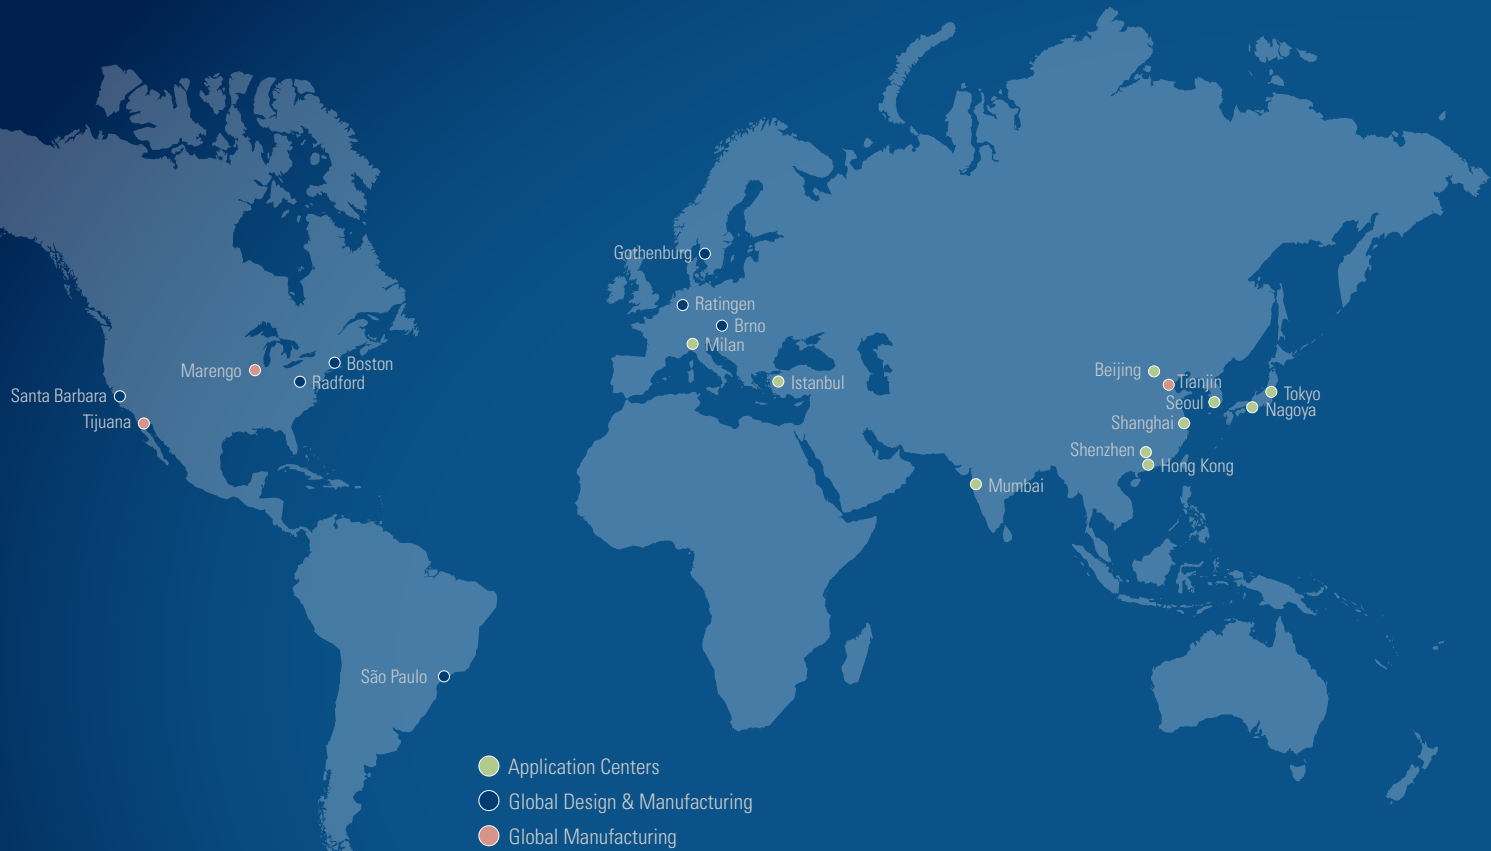 Gothenburg
Ratingen
Brno
Milan
Istanbul
Marengo
Boston
Radford
Santa Barbara
Tijuana
Beijing
Tianjin
Seoul
Tokyo
Nagoya
Shanghai
Shenzhen
Hong Kong
Mumbai
São Paulo
Application Centers
Global Design & Manufacturing
Global Manufacturing